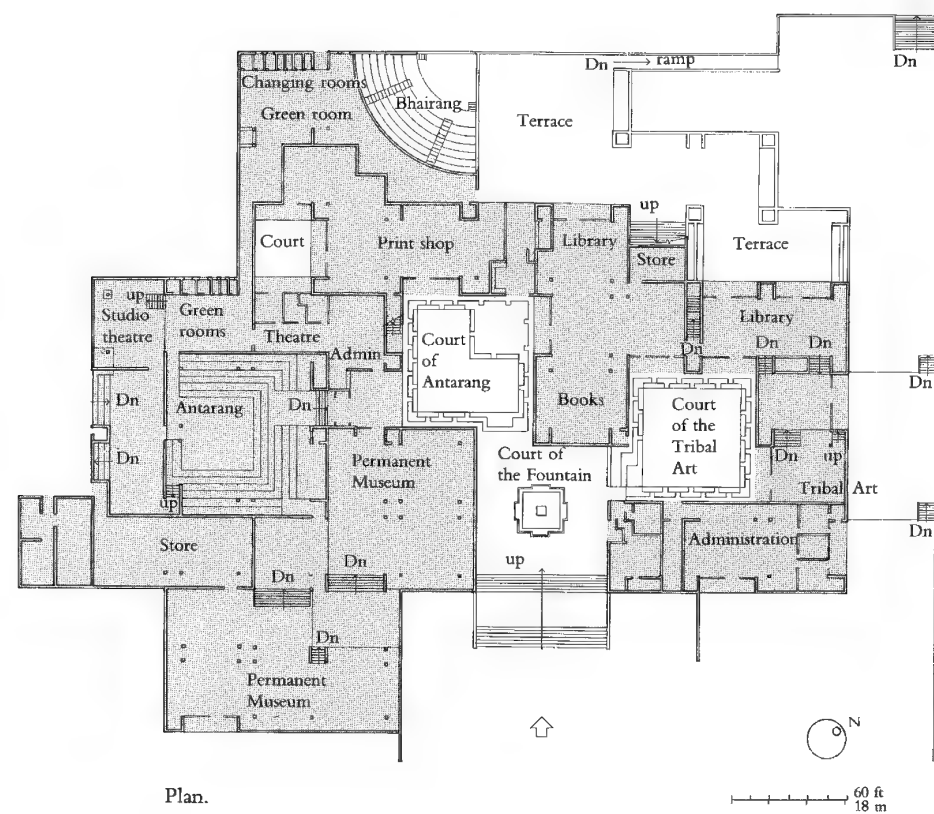 Dn
ramp
Dn
Changing rooms
Bhairang
Green room
Terrace
up
Court
Print shop
Library
Store
Terrace
up
Studio
theatre
Green
rooms
Theatre
Admin
Court
of
Antarang
Dn
Library
Dn
Dn
Dn
Dn
Antarang
Dn
Books
Court
of the
Tribal
Art
Dn
Permanent
Museum
Court of
the Fountain
Dn
up
Tribal Art
up
Store
up
Administration
Dn
Dn
Dn
Dn
Permanent
Museum
N
Plan.
60 ft
18 m